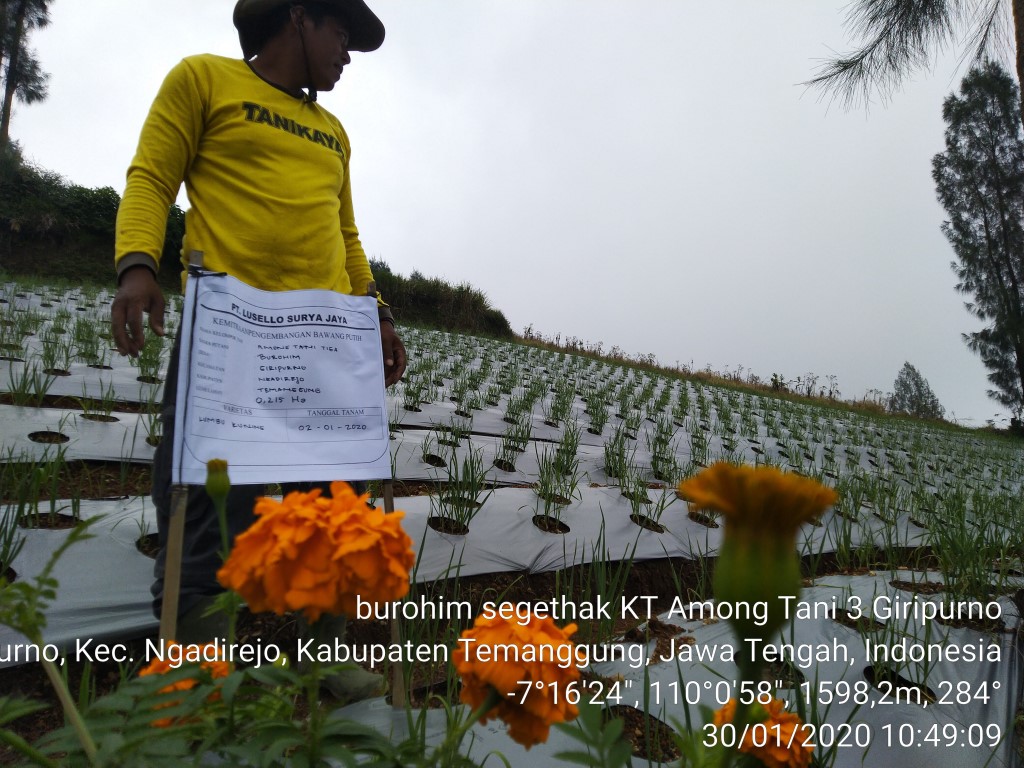 TANIKAYA
PT. LUSELLO SURYA JAYA
KEMITRAAN PENGEMBANGAN BAWANG PUTIH
AMONG TANI TIGA
BUROHIM
GIRIPURNO
NGADIREJO
TEMANGGUNG
0,215 Ha
VARIETAS TANGGAL TANAM
LUMBU KUNING 02 - 01 - 2020
burohim segethak KT Among Tani 3 Giripurno
urno, Kec. Ngadirejo, Kabupaten Temanggung, Jawa Tengah, Indonesia
-7°16'24", 110°0'58", 1598,2m, 284°
30/01/2020 10:49:09